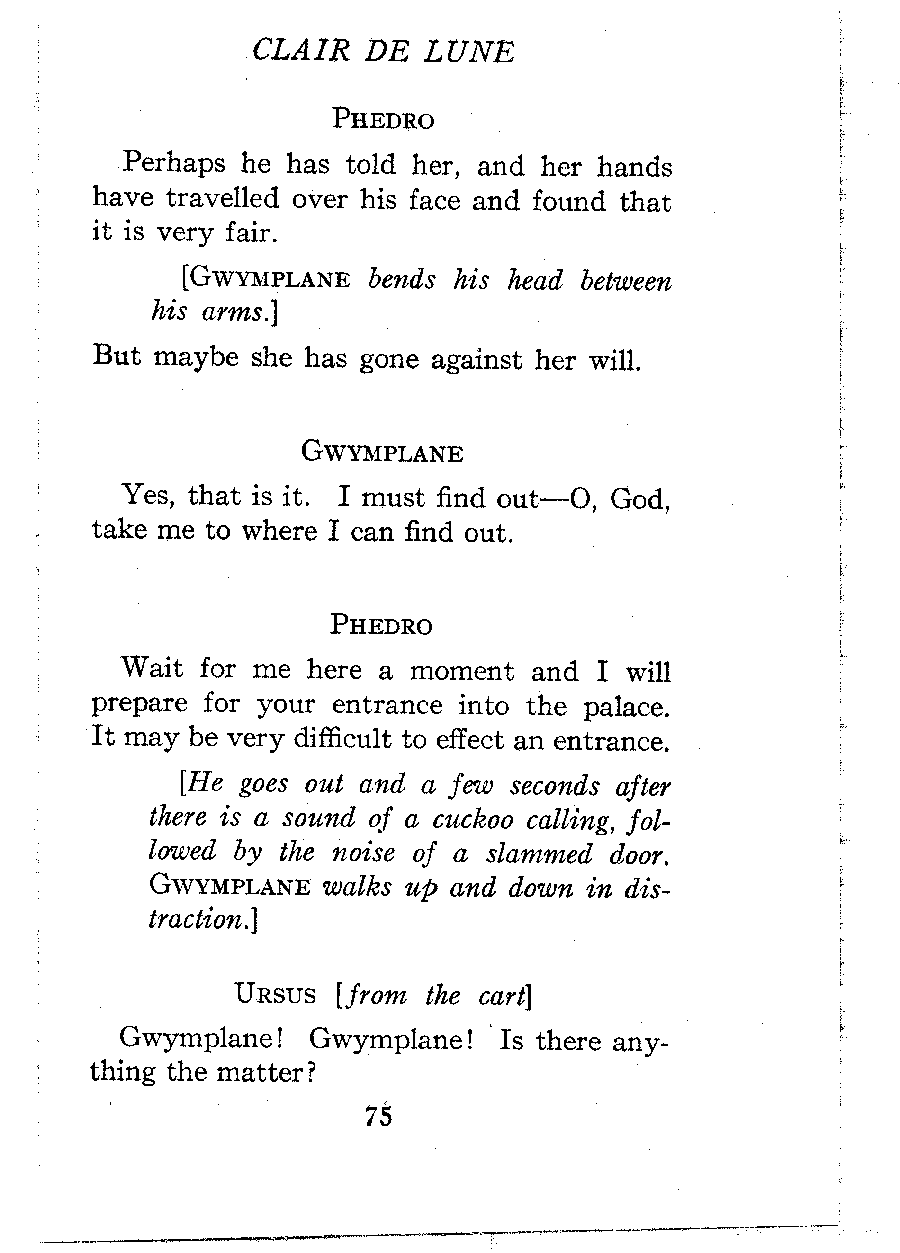 CLAIR DE LUNE
PHEDRO
Perhaps he has told her, and her hands
have travelled over his face and found that
it is very fair.
[GWYMPLANE bends his head between
his arms.]
But maybe she has gone against her will.
GWYMPLANE
Yes, that is it. I must find out—O, God,
take me to where I can find out.
PHEDRO
Wait for me here a moment and I will
prepare for your entrance into the palace.
It may be very difficult to effect an entrance.
[He goes out and a few seconds after
there is a sound of a cuckoo calling, fol-
lowed by the noise of a slammed door.
GWYMPLANE walks up and down in dis-
traction.]
URSUS [from the cart]
Gwymplane! Gwymplane! Is there any-
thing the matter?
75